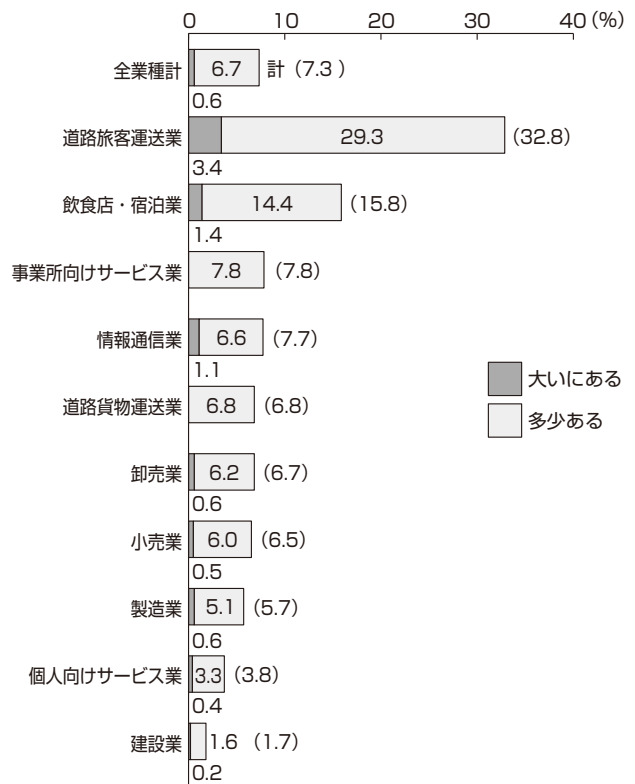 0 10 20 30 40 (%)
全業種計 6.7 計 (7.3 )
0.6
道路旅客運送業 29.3 (32.8)
3.4
飲食店・宿泊業 14.4 (15.8)
1.4
事業所向けサービス業 7.8 (7.8)
情報通信業 6.6 (7.7)
1.1
大いにある
道路貨物運送業 6.8 (6.8)
多少ある
卸売業 6.2 (6.7)
0.6
小売業 6.0 (6.5)
0.5
製造業 5.1 (5.7)
0.6
個人向けサービス業 3.3 (3.8)
0.4
建設業 1.6 (1.7)
0.2